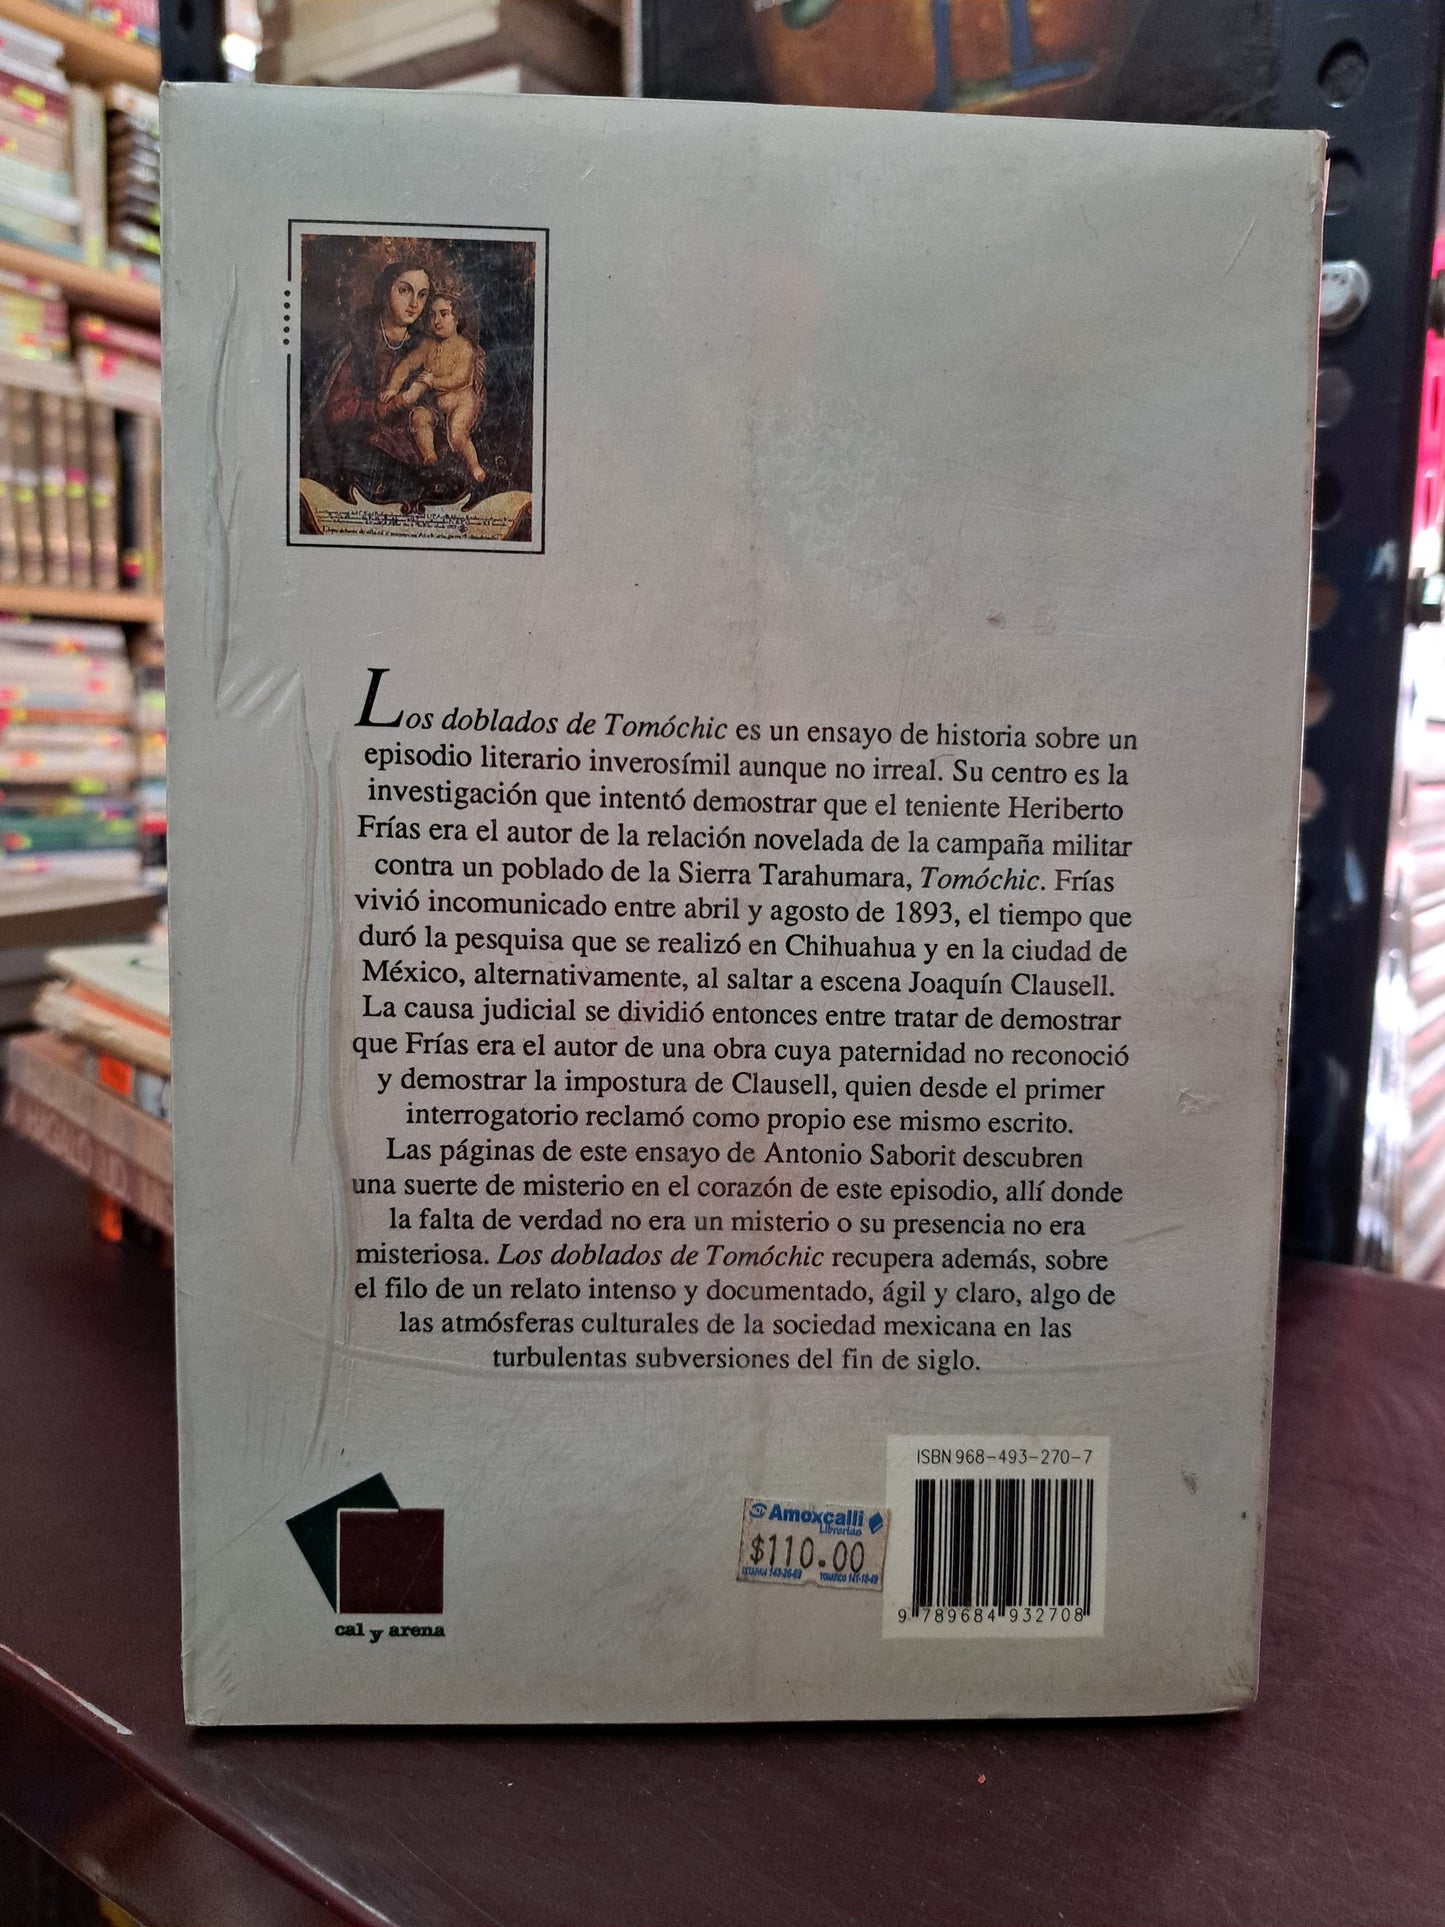 Los doblados de Tomóchic es un ensayo de historia sobre un
episodio literario inverosímil aunque no irreal. Su centro es la
investigación que intentó demostrar que el teniente Heriberto
Frías era el autor de la relación novelada de la campaña militar
contra un poblado de la Sierra Tarahumara, Tomóchic. Frías
vivió incomunicado entre abril y agosto de 1893, el tiempo que
duró la pesquisa que se realizó en Chihuahua y en la ciudad de
México, alternativamente, al saltar a escena Joaquín Clausell.
La causa judicial se dividió entonces entre tratar de demostrar
que Frías era el autor de una obra cuya paternidad no reconoció
y demostrar la impostura de Clausell, quien desde el primer
interrogatorio reclamó como propio ese mismo escrito.
Las páginas de este ensayo de Antonio Saborit descubren
una suerte de misterio en el corazón de este episodio, allí donde
la falta de verdad no era un misterio o su presencia no era
misteriosa. Los doblados de Tomóchic recupera además, sobre
el filo de un relato intenso y documentado, ágil y claro, algo de
las atmósferas culturales de la sociedad mexicana en las
turbulentas subversiones del fin de siglo.
ISBN 968-493-270-7
Amoxcalli
Librerías
$110.00
9 789684 932708
cal y arena